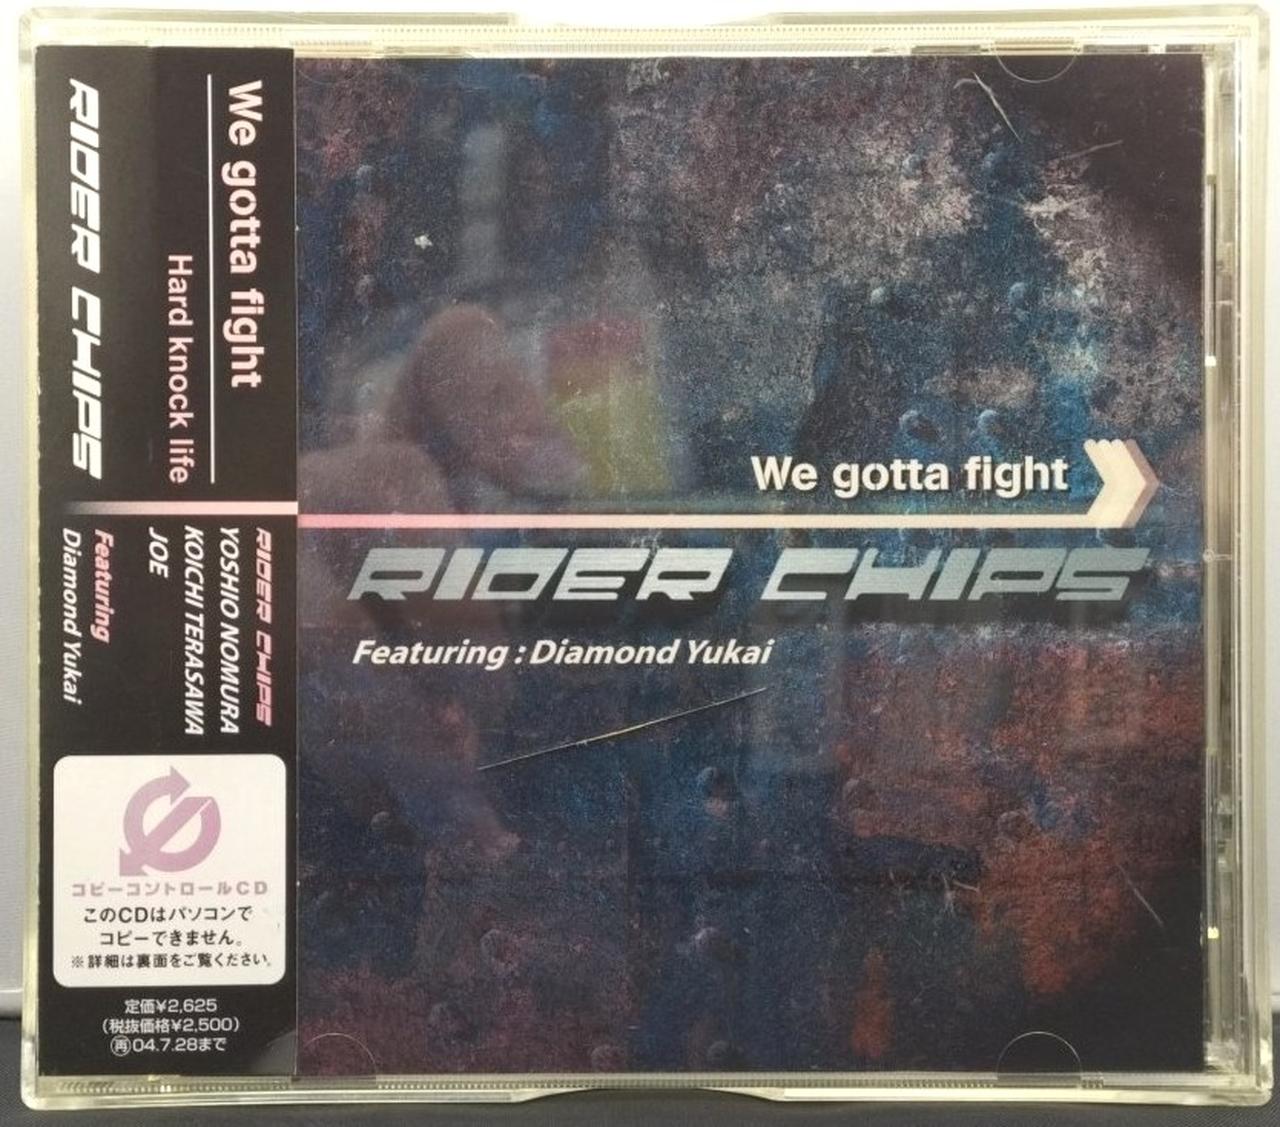 We gotta fight
Hard knock life
RIDER CHIPS
RIDER CHIPS
YOSHIO NOMURA
KOICHI TERASAWA
JOE
Featuring
Diamond Yukai
コピーコントロールCD
このCDはパソコンで
コピーできません。
※詳細は裏面をご覧ください。
定価¥2,625
(税抜価格¥2,500)
再04.7.28まで
We gotta fight
RIDER CHIPS
Featuring : Diamond Yukai